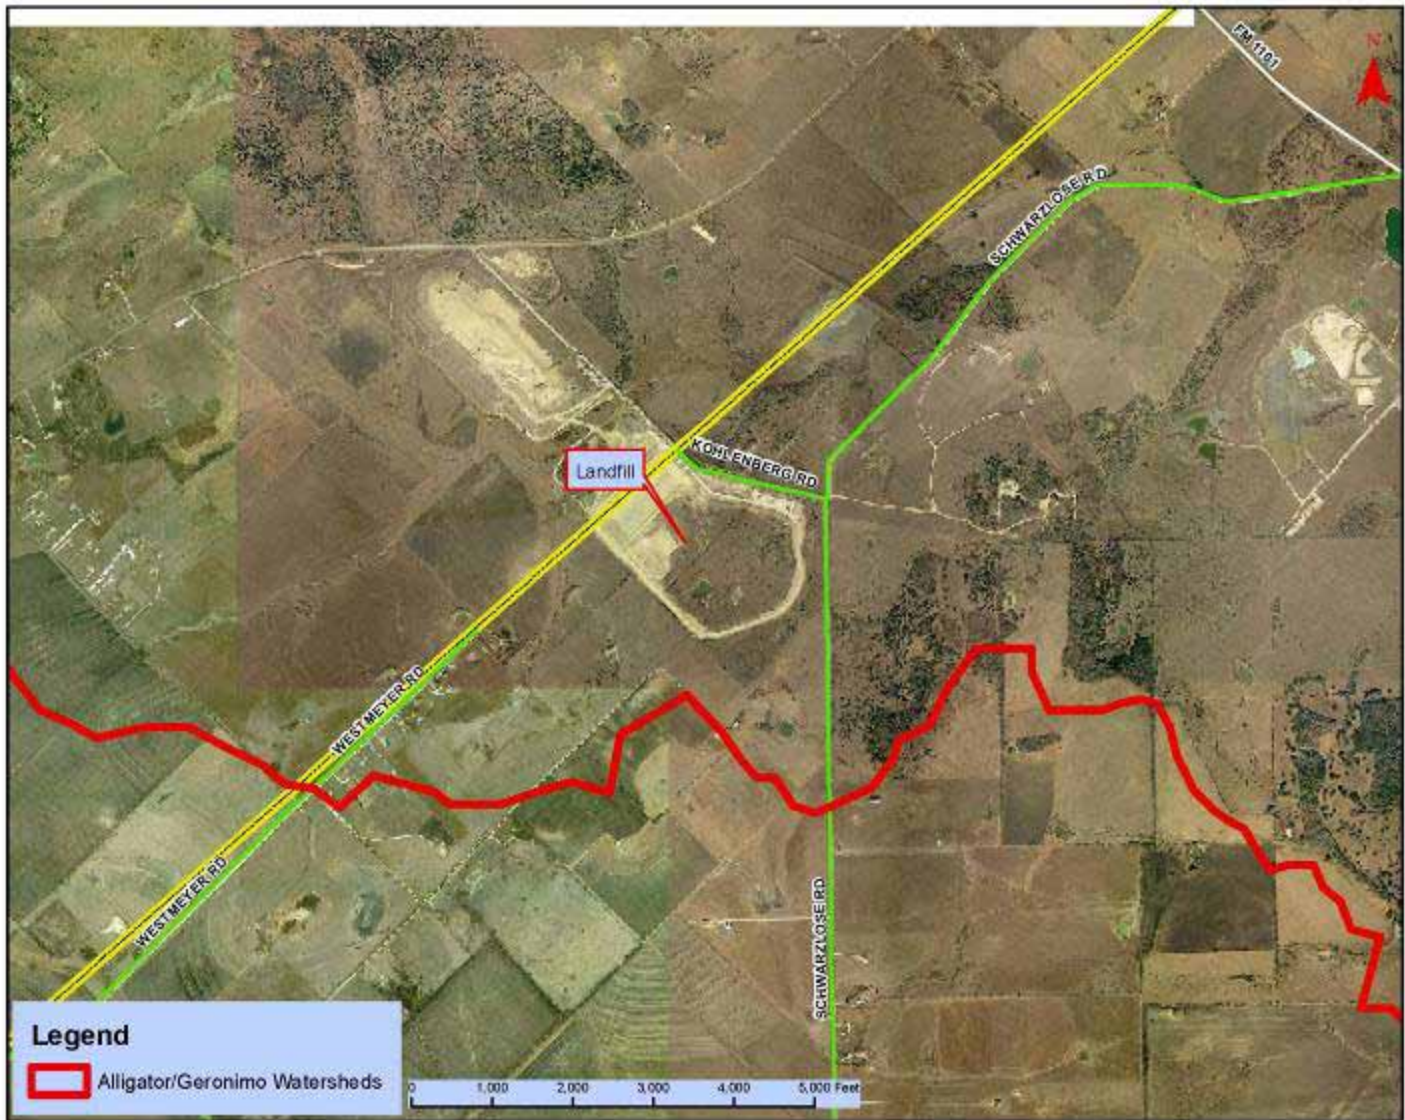 FM 1101
N
SCHWARZLOSE RD
KOHLENBERG RD
Landfill
WESTMEYER RD
WESTMEYER RD
SCHWARZLOSE RD
Legend
Alligator/Geronimo Watersheds
0 1,000 2,000 3,000 4,000 5,000 Feet